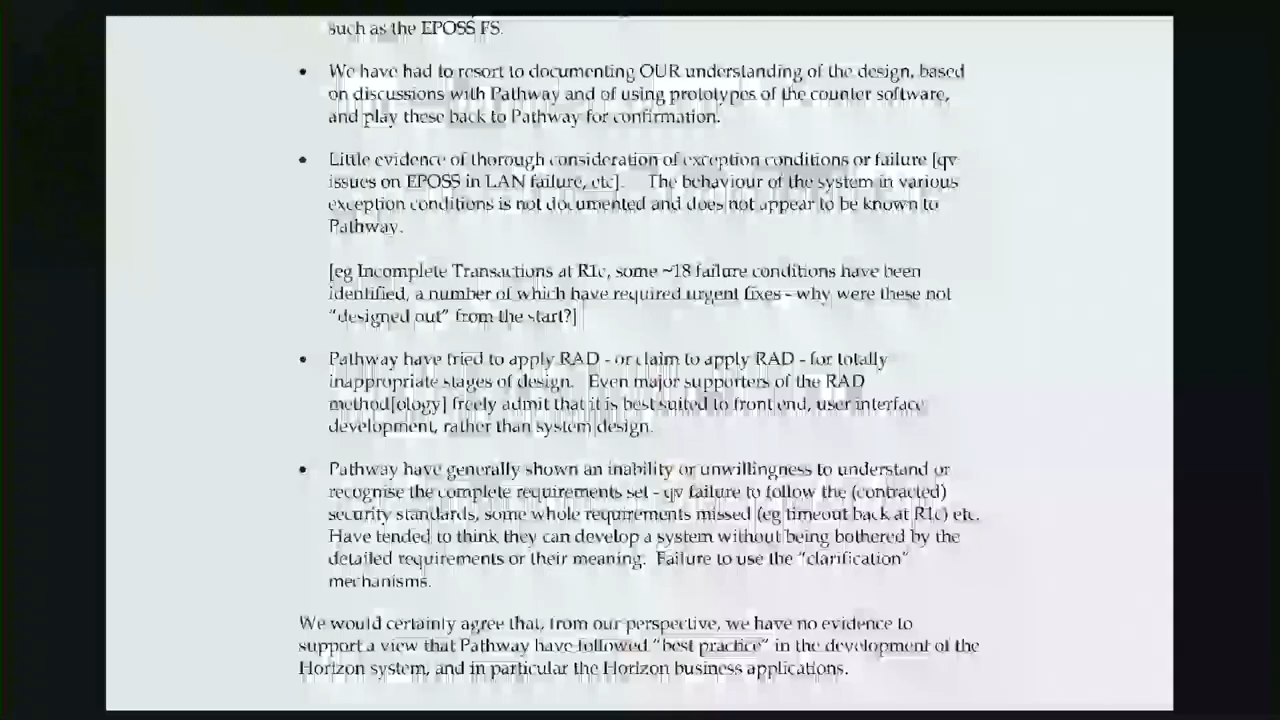 such as the EPOSS FS.
• We have had to resort to documenting OUR understanding of the design, based
on discussions with Pathway and of using prototypes of the counter software,
and play these back to Pathway for confirmation.
• Little evidence of thorough consideration of exception conditions or failure [qv
issues on EPOSS in LAN failure, etc]. The behaviour of the system in various
exception conditions is not documented and does not appear to be known to
Pathway.
[eg Incomplete Transactions at R1c, some ~18 failure conditions have been
identified, a number of which have required urgent fixes - why were these not
"designed out" from the start?]
• Pathway have tried to apply RAD - or claim to apply RAD - for totally
inappropriate stages of design. Even major supporters of the RAD
method[ology] freely admit that it is best suited to front end, user interface
development, rather than system design.
• Pathway have generally shown an inability or unwillingness to understand or
recognise the complete requirements set - qv failure to follow the (contracted)
security standards, some whole requirements missed (eg timeout back at R1c) etc.
Have tended to think they can develop a system without being bothered by the
detailed requirements or their meaning. Failure to use the "clarification"
mechanisms.
We would certainly agree that, from our perspective, we have no evidence to
support a view that Pathway have followed "best practice" in the development of the
Horizon system, and in particular the Horizon business applications.